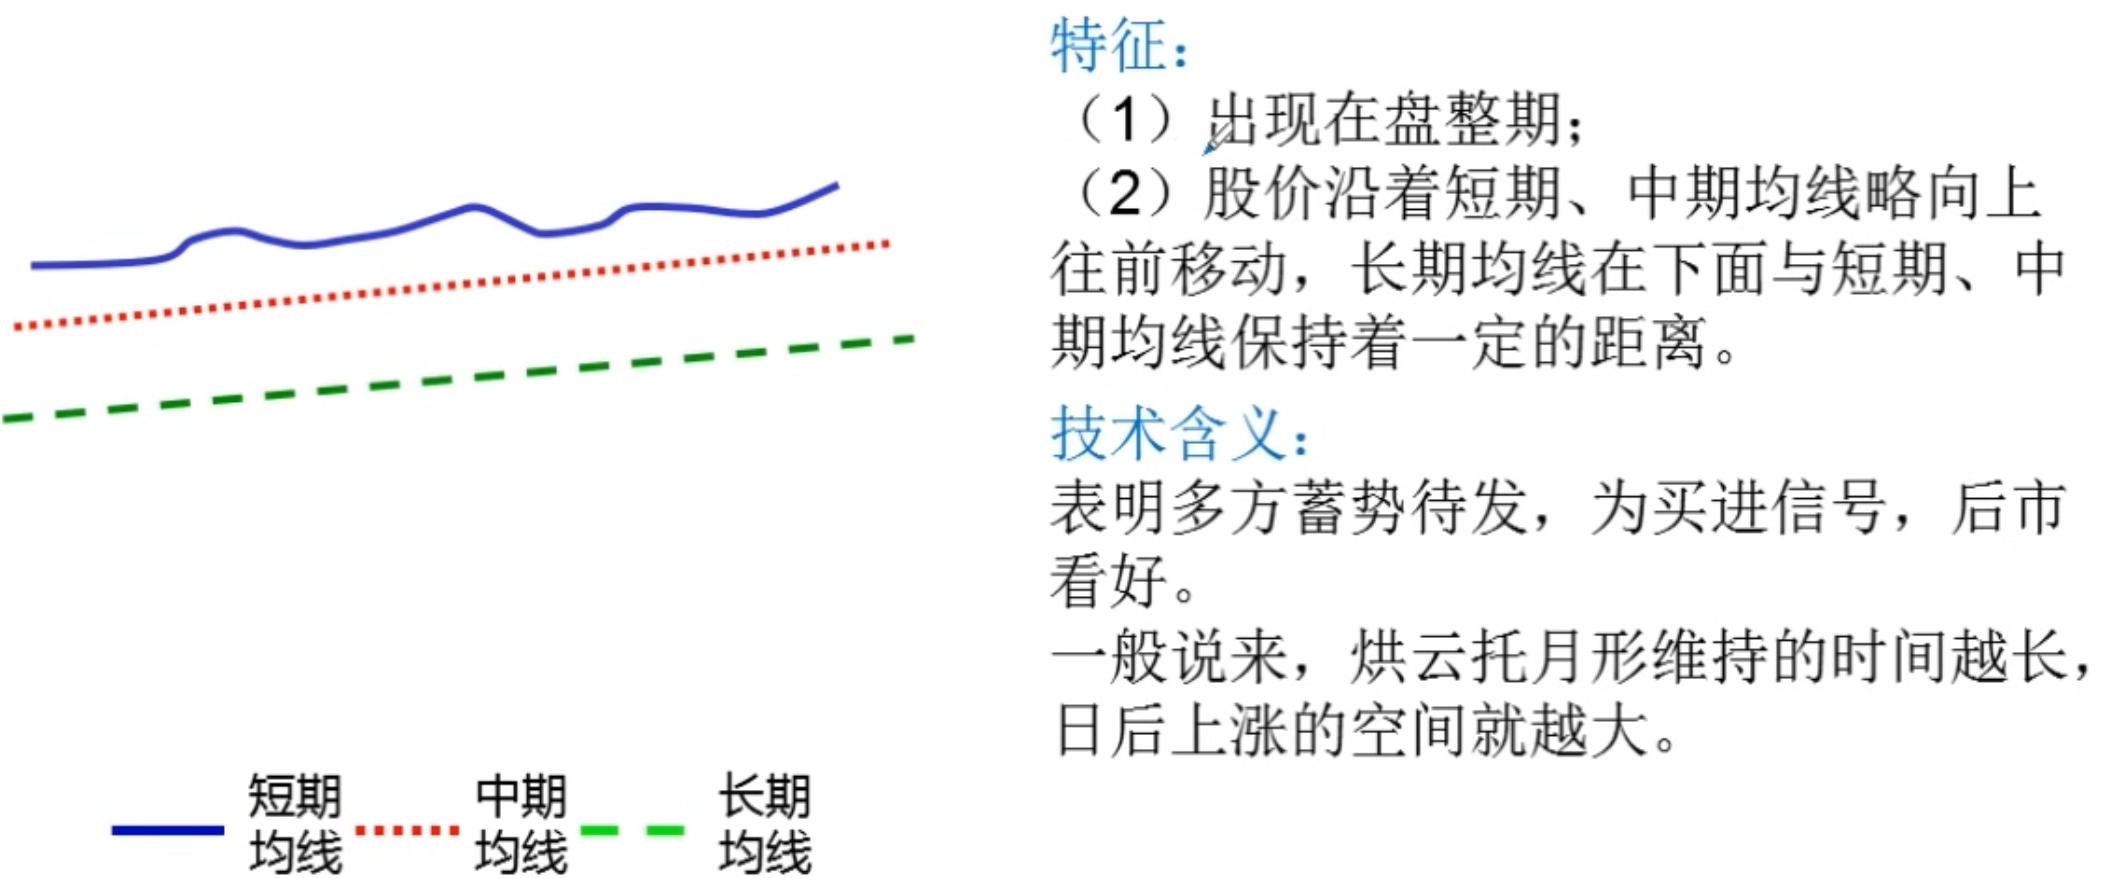 特征：
（1）出现在盘整期；
（2）股价沿着短期、中期均线略向上
往前移动，长期均线在下面与短期、中
期均线保持着一定的距离。
技术含义：
表明多方蓄势待发，为买进信号，后市
看好。
一般说来，烘云托月形维持的时间越长，
日后上涨的空间就越大。
短期
均线
中期
均线
长期
均线